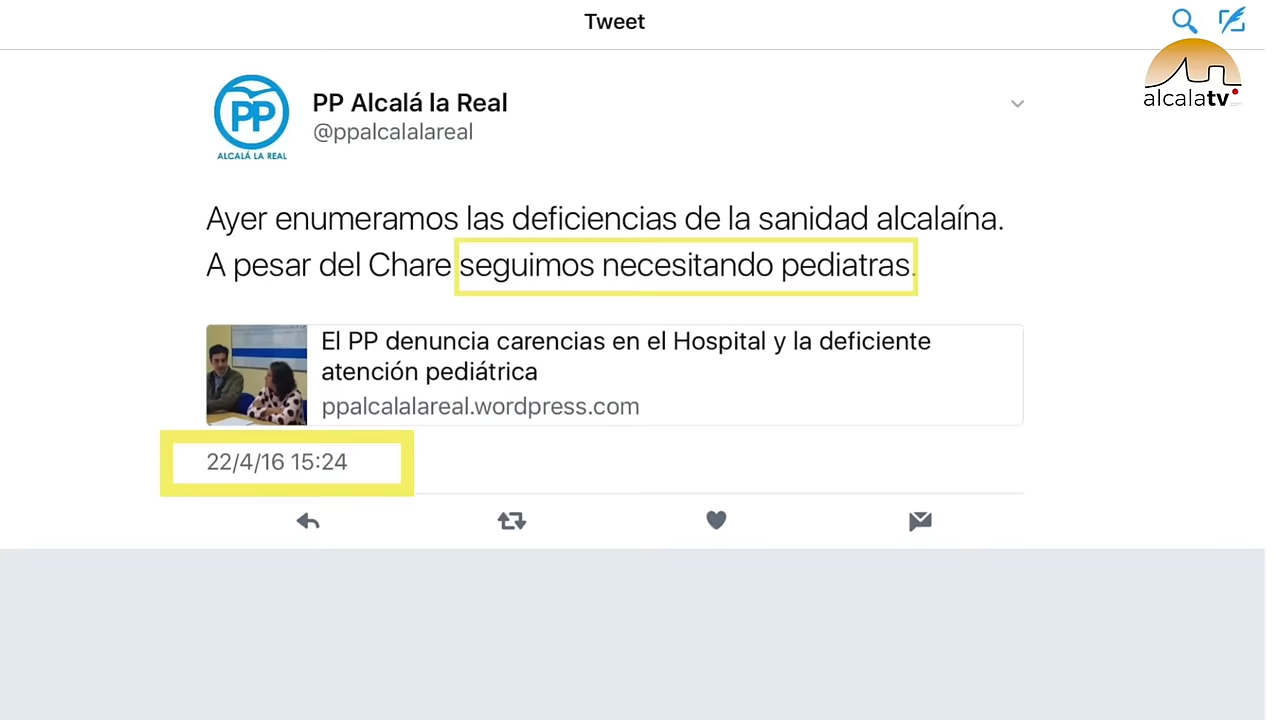 Tweet
alcalatv
PP
ALCALÁ LA REAL
PP Alcalá la Real
@ppalcalalareal
Ayer enumeramos las deficiencias de la sanidad alcalaína.
A pesar del Chare seguimos necesitando pediatras.
El PP denuncia carencias en el Hospital y la deficiente
atención pediátrica
ppalcalalareal.wordpress.com
22/4/16 15:24